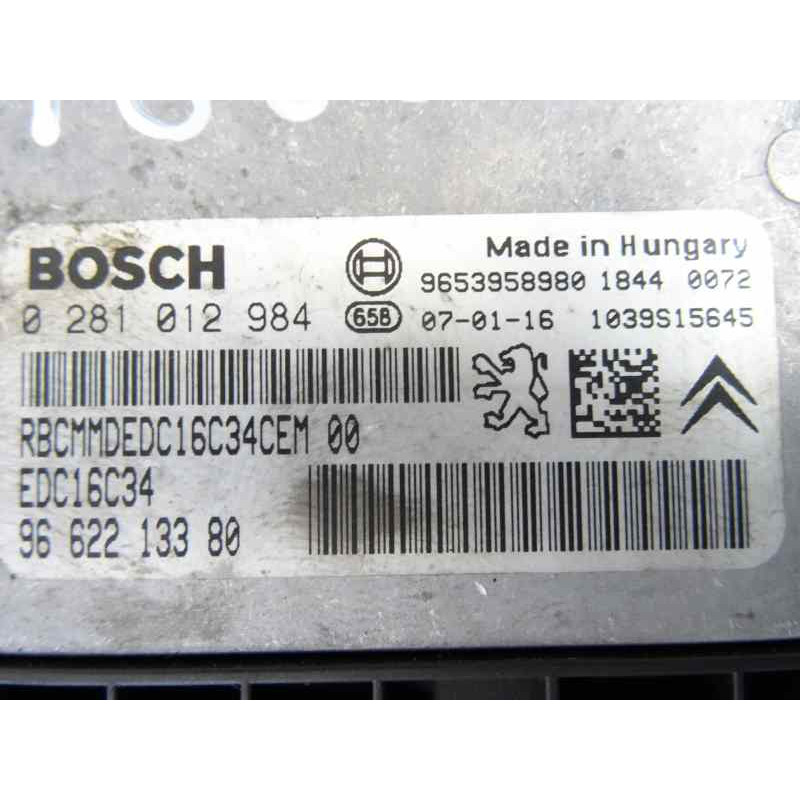 BOSCH
Made in Hungary
9653958980 1844 0072
0 281 012 984
658
07-01-16 1039S15645
RBCMMDEDC16C34CEM 00
EDC16C34
96 622 133 80